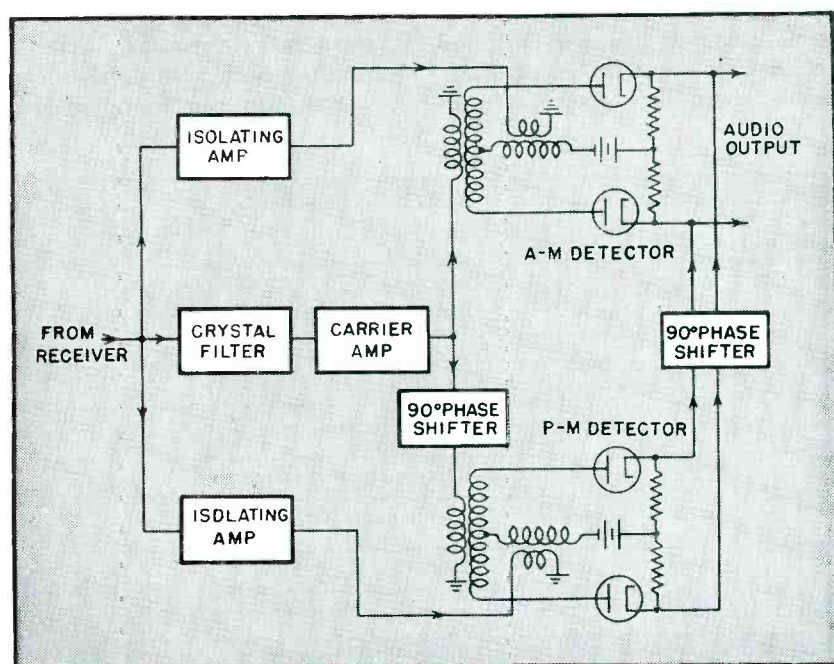 ISOLATING
AMP
AUDIO
OUTPUT
A-M DETECTOR
FROM
RECEIVER
CRYSTAL
FILTER
CARRIER
AMP
90° PHASE
SHIFTER
90° PHASE
SHIFTER
P-M DETECTOR
ISOLATING
AMP